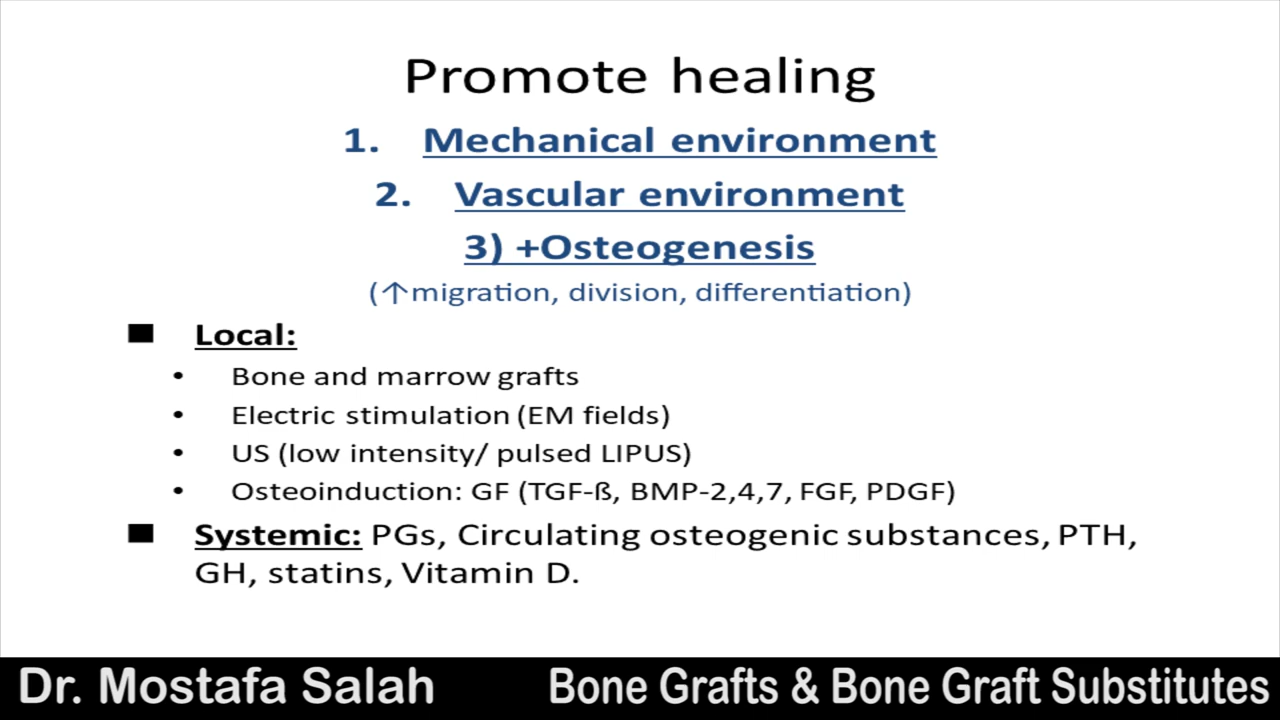 Promote healing
1. Mechanical environment
2. Vascular environment
3) +Osteogenesis
(↑migration, division, differentiation)
■ Local:
• Bone and marrow grafts
• Electric stimulation (EM fields)
• US (low intensity/ pulsed LIPUS)
• Osteoinduction: GF (TGF-ß, BMP-2,4,7, FGF, PDGF)
■ Systemic: PGs, Circulating osteogenic substances, PTH,
GH, statins, Vitamin D.
Dr. Mostafa Salah Bone Grafts & Bone Graft Substitutes